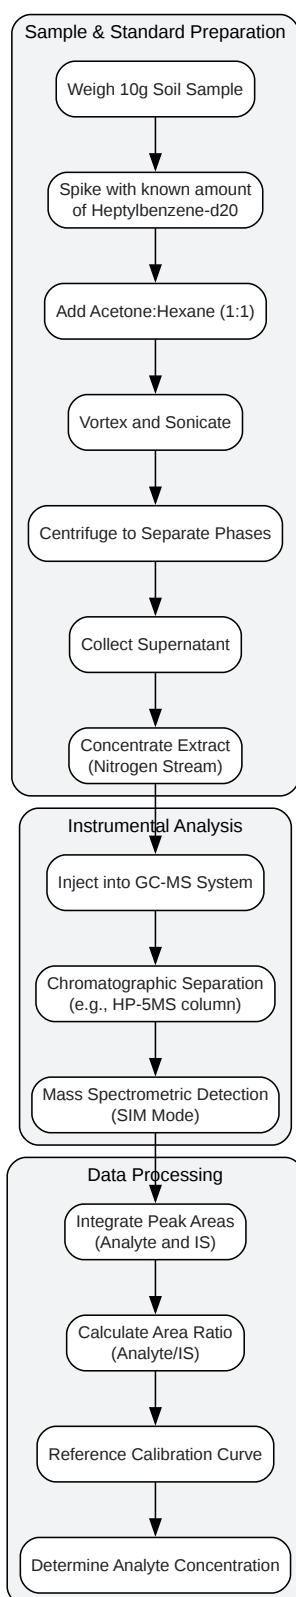 Sample & Standard Preparation
Weigh 10g Soil Sample
Spike with known amount
of Heptylbenzene-d20
Add Acetone:Hexane (1:1)
Vortex and Sonicate
Centrifuge to Separate Phases
Collect Supernatant
Concentrate Extract
(Nitrogen Stream)
Instrumental Analysis
Inject into GC-MS System
Chromatographic Separation
(e.g., HP-5MS column)
Mass Spectrometric Detection
(SIM Mode)
Data Processing
Integrate Peak Areas
(Analyte and IS)
Calculate Area Ratio
(Analyte/IS)
Reference Calibration Curve
Determine Analyte Concentration